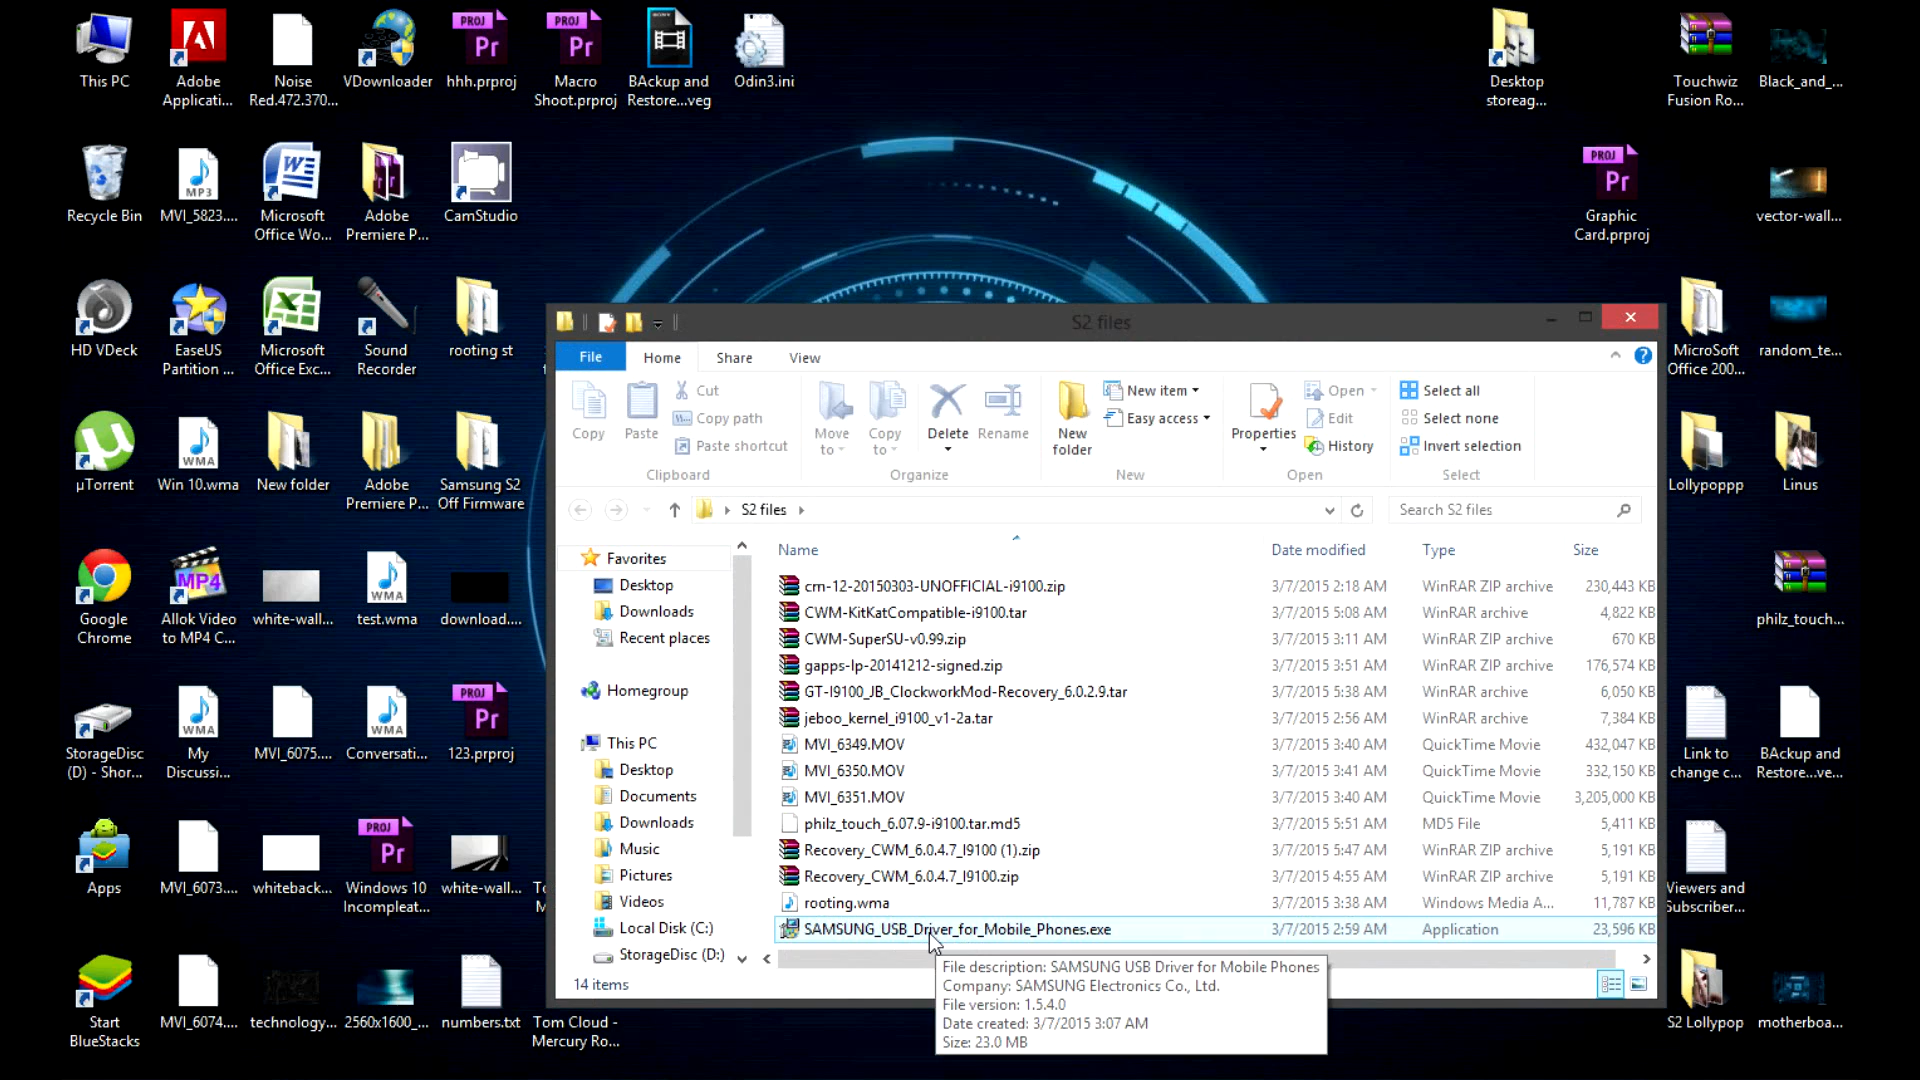 This PC
Adobe
Applicati...
Noise
Red.472.370...
VDownloader
PROJ
Pr
hhh.prproj
PROJ
Pr
Macro
Shoot.prproj
BAckup and
Restore...veg
Odin3.ini
Desktop
storeag...
Touchwiz
Fusion Ro...
Black_and_...
Recycle Bin
MP3
MVI_5823....
Microsoft
Office Wo...
Adobe
Premiere P...
CamStudio
PROJ
Pr
Graphic
Card.prproj
vector-wall...
HD VDeck
EaseUS
Partition ...
Microsoft
Office Exc...
Sound
Recorder
rooting st
MicroSoft
Office 200...
random_te...
µTorrent
WMA
Win 10.wma
New folder
Adobe
Premiere P...
Samsung S2
Off Firmware
Lollypoppp
Linus
Google
Chrome
MP4
Allok Video
to MP4 C...
white-wall...
WMA
test.wma
download....
philz_touch...
StorageDisc
(D) - Shor...
WMA
My
Discussi...
MVI_6075....
WMA
Conversati...
PROJ
Pr
123.prproj
Link to
change c...
BAckup and
Restore...ve...
Apps
MVI_6073....
whiteback...
PROJ
Pr
Windows 10
Incompleat...
white-wall...
Viewers and
Subscriber...
Start
BlueStacks
MVI_6074....
technology...
2560x1600_...
numbers.txt
Tom Cloud -
Mercury Ro...
S2 Lollypop
motherboa...
S2 files
File
Home
Share
View
Copy
Paste
Cut
Copy path
Paste shortcut
Clipboard
Move
to
Copy
to
Delete
Rename
Organize
New
folder
New item
Easy access
New
Properties
Open
Edit
History
Open
Select all
Select none
Invert selection
Select
S2 files
Search S2 files
Favorites
Desktop
Downloads
Recent places
Homegroup
This PC
Desktop
Documents
Downloads
Music
Pictures
Videos
Local Disk (C:)
StorageDisc (D:)
Name Date modified Type Size
crn-12-20150303-UNOFFICIAL-i9100.zip 3/7/2015 2:18 AM WinRAR ZIP archive 230,443 KB
CWM-KitKatCompatible-i9100.tar 3/7/2015 5:08 AM WinRAR archive 4,822 KB
CWM-SuperSU-v0.99.zip 3/7/2015 3:11 AM WinRAR ZIP archive 670 KB
gapps-lp-20141212-signed.zip 3/7/2015 3:51 AM WinRAR ZIP archive 176,574 KB
GT-I9100_JB_ClockworkMod-Recovery_6.0.2.9.tar 3/7/2015 5:38 AM WinRAR archive 6,050 KB
jeboo_kernel_i9100_v1-2a.tar 3/7/2015 2:56 AM WinRAR archive 7,384 KB
MVI_6349.MOV 3/7/2015 3:40 AM QuickTime Movie 432,047 KB
MVI_6350.MOV 3/7/2015 3:41 AM QuickTime Movie 332,150 KB
MVI_6351.MOV 3/7/2015 3:40 AM QuickTime Movie 3,205,000 KB
philz_touch_6.07.9-i9100.tar.md5 3/7/2015 5:51 AM MD5 File 5,411 KB
Recovery_CWM_6.0.4.7_I9100 (1).zip 3/7/2015 5:47 AM WinRAR ZIP archive 5,191 KB
Recovery_CWM_6.0.4.7_I9100.zip 3/7/2015 4:55 AM WinRAR ZIP archive 5,191 KB
rooting.wma 3/7/2015 3:38 AM Windows Media A... 11,787 KB
SAMSUNG_USB_Driver_for_Mobile_Phones.exe 3/7/2015 2:59 AM Application 23,596 KB
File description: SAMSUNG USB Driver for Mobile Phones
Company: SAMSUNG Electronics Co., Ltd.
File version: 1.5.4.0
Date created: 3/7/2015 3:07 AM
Size: 23.0 MB
14 items